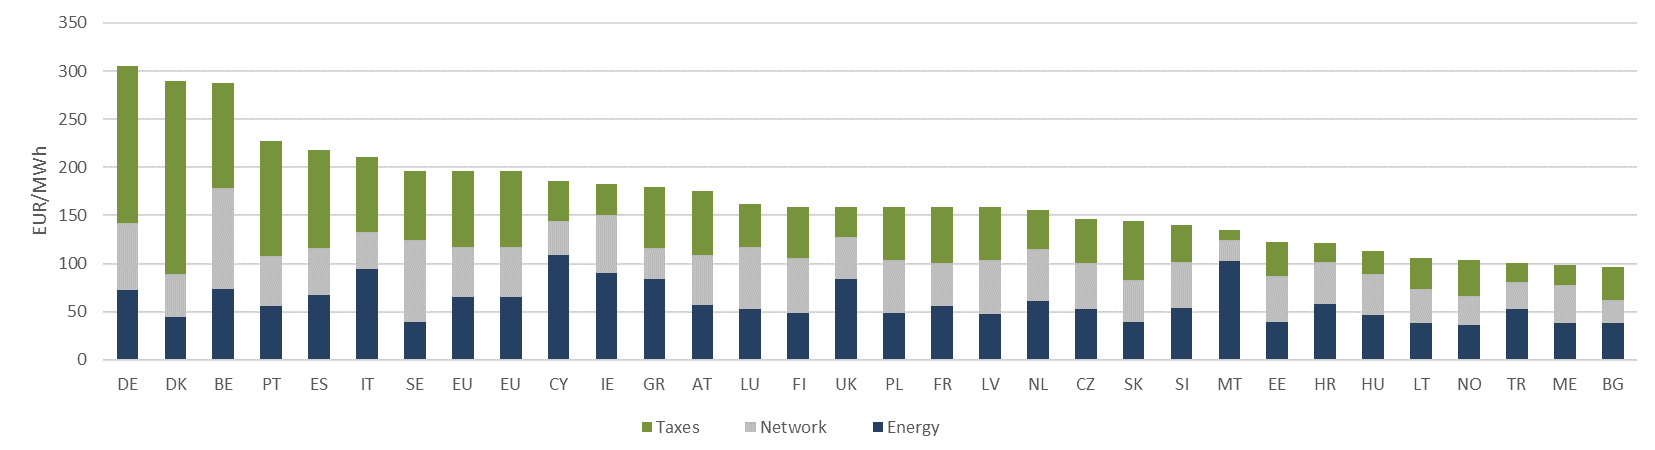 EUR/MWh
350
300
250
200
150
100
50
0
DE DK BE PT ES IT SE EU EU CY IE GR AT LU FI UK PL FR LV NL CZ SK SI MT EE HR HU LT NO TR ME BG
Taxes Network Energy